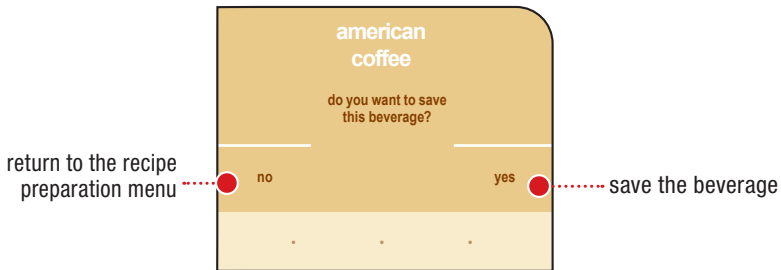 american
coffee
do you want to save
this beverage?
return to the recipe
preparation menu
no
yes
save the beverage